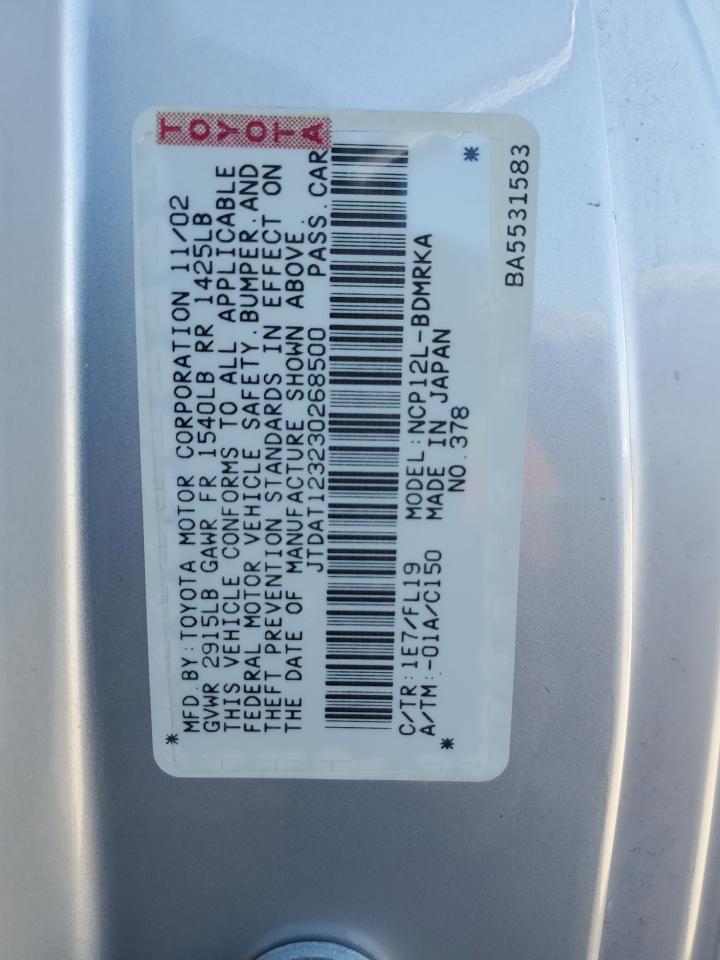 TOYOTA
MFD. BY: TOYOTA MOTOR CORPORATION 11/02
GVWR 2915LB GAWR FR 1540LB RR 1425LB
THIS VEHICLE CONFORMS TO ALL APPLICABLE
FEDERAL MOTOR VEHICLE SAFETY. BUMPER. AND
THEFT PREVENTION STANDARDS IN EFFECT ON
THE DATE OF MANUFACTURE SHOWN ABOVE.
JTDAT123230268500 PASS. CAR
*
C/TR: 1E7/FL19 MODEL: NCP12L-BDMRKA
A/TM: -01A/C150 MADE IN JAPAN
* NO. 378 *
BA5531583